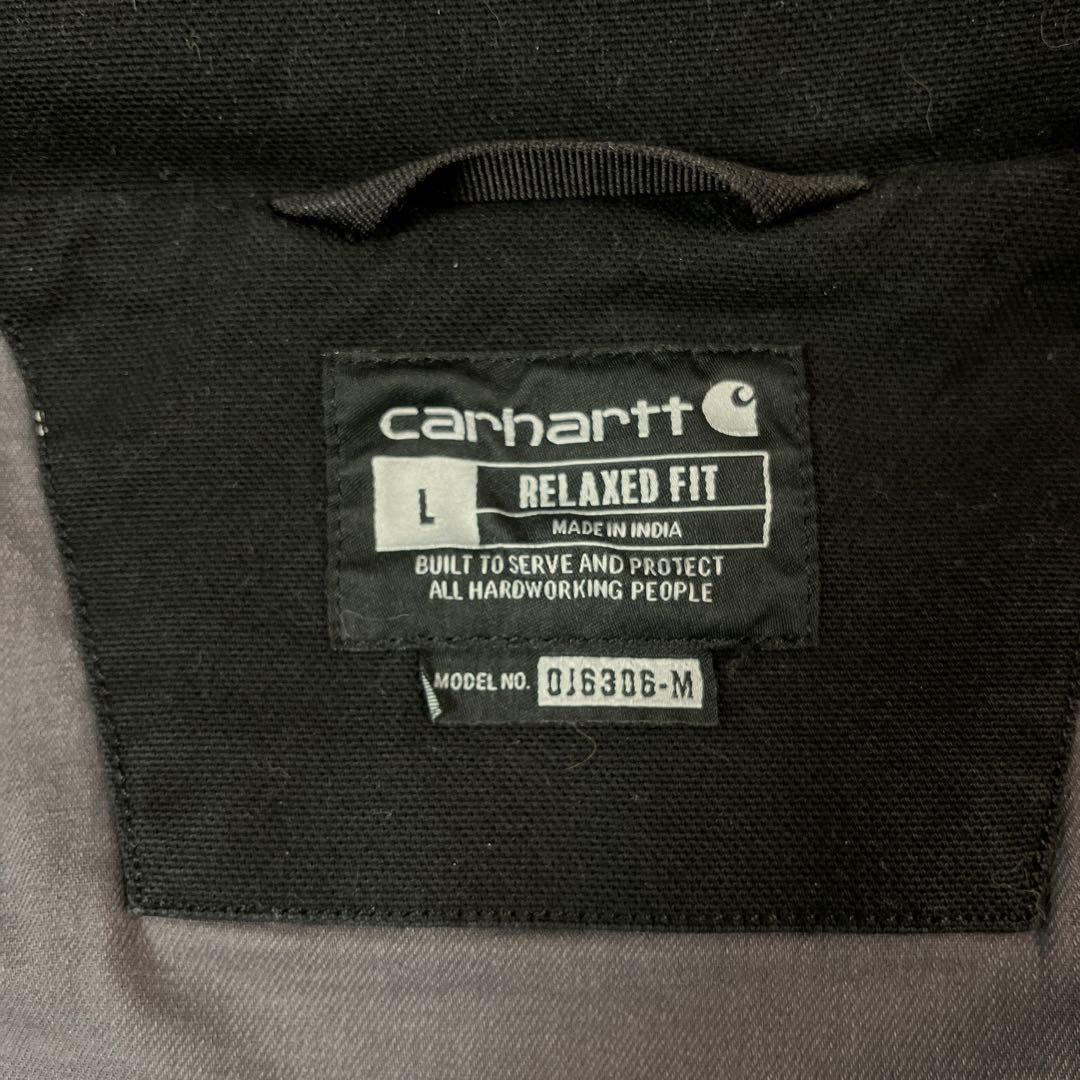 carhartt
L
RELAXED FIT
MADE IN INDIA
BUILT TO SERVE AND PROTECT
ALL HARDWORKING PEOPLE
MODEL NO. OJ6306-M